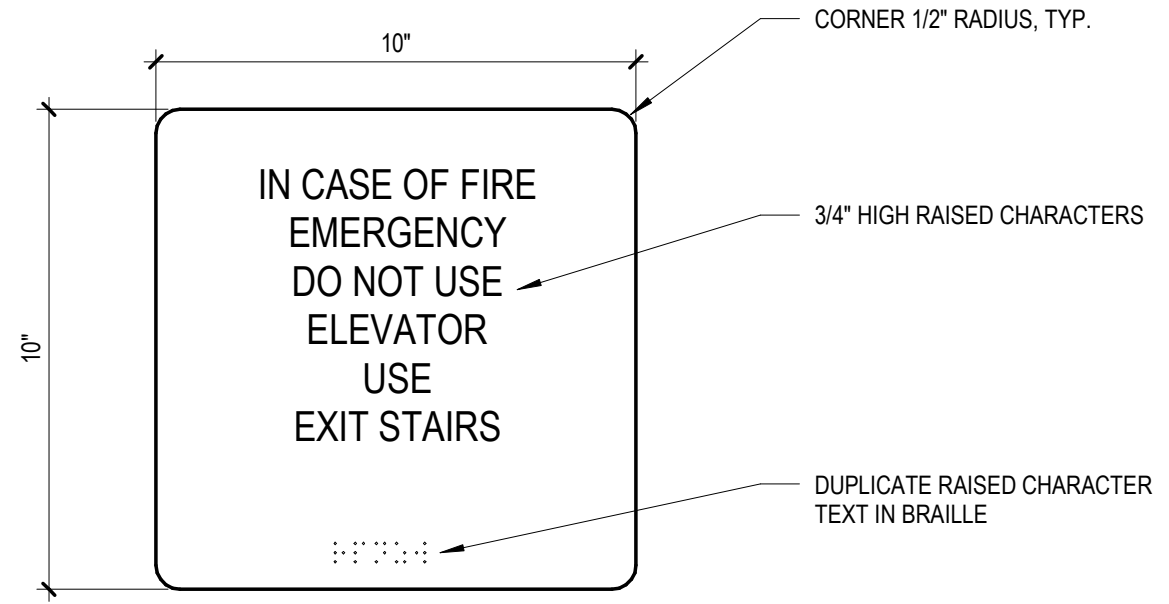 CORNER 1/2" RADIUS, TYP.
10"
10"
IN CASE OF FIRE
EMERGENCY
DO NOT USE
ELEVATOR
USE
EXIT STAIRS
3/4" HIGH RAISED CHARACTERS
DUPLICATE RAISED CHARACTER
TEXT IN BRAILLE